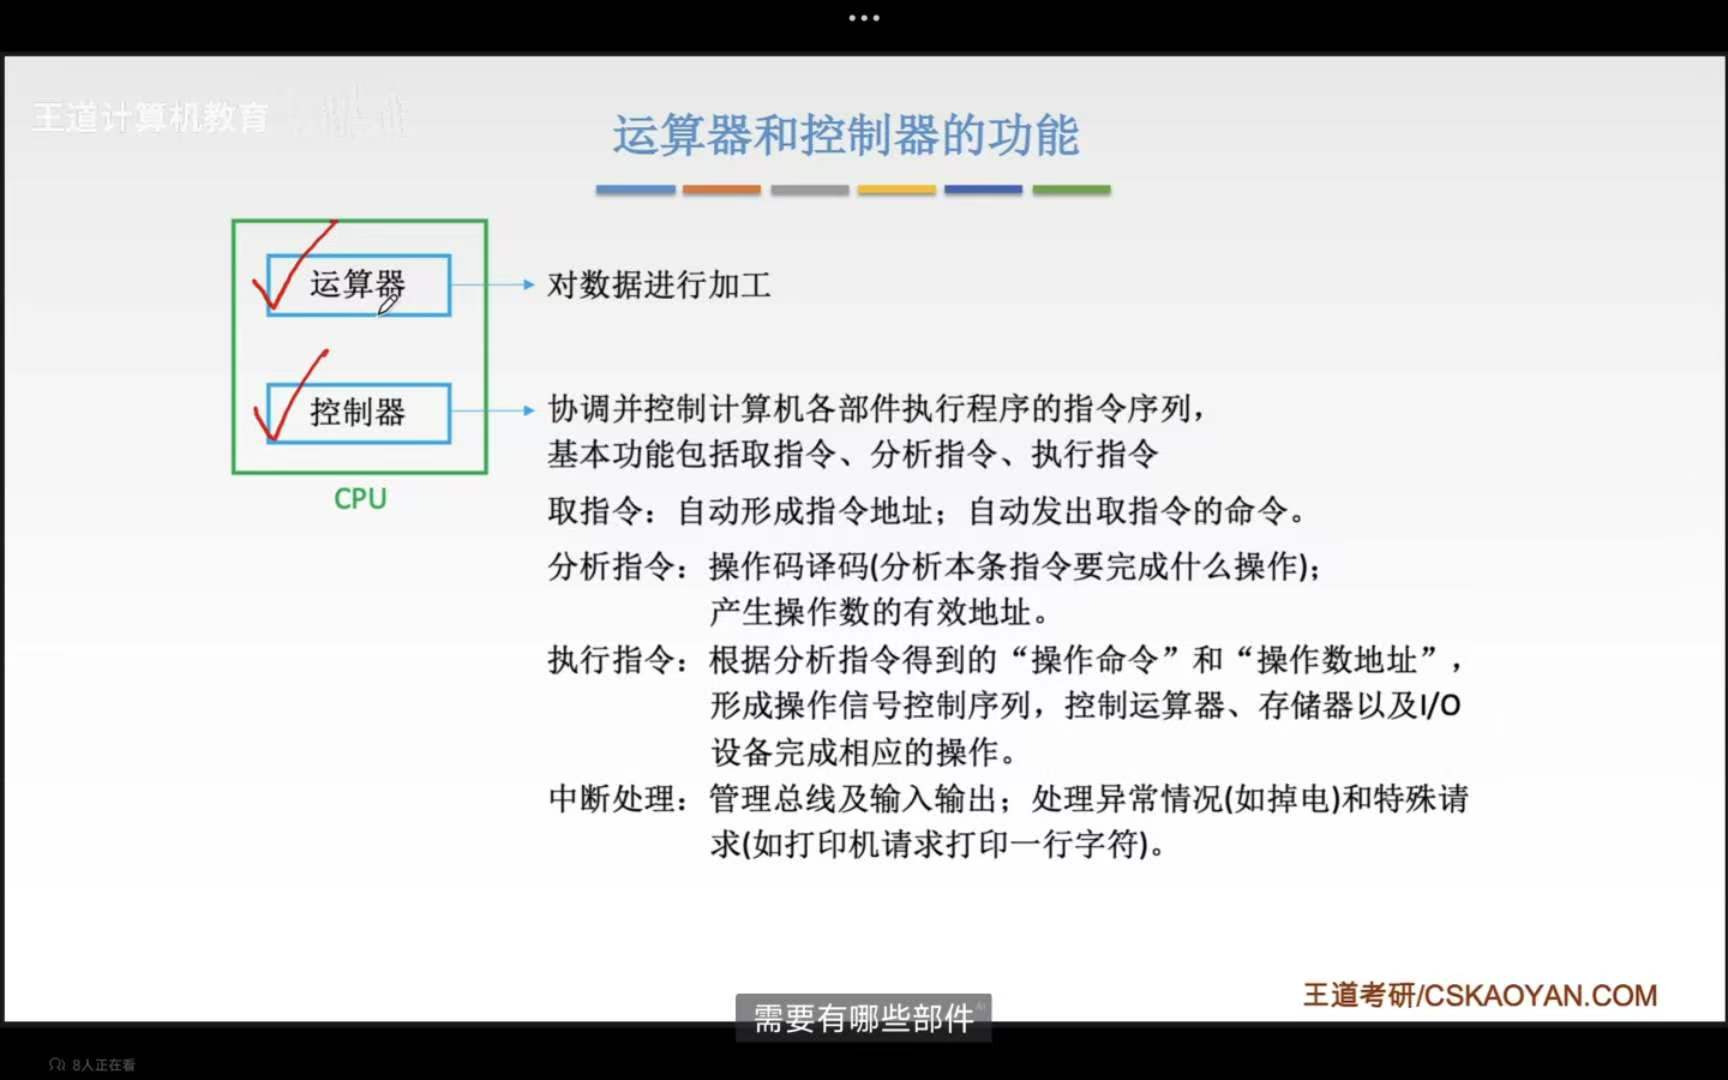 王道计算机教育
运算器和控制器的功能
运算器
对数据进行加工
控制器
协调并控制计算机各部件执行程序的指令序列，
基本功能包括取指令、分析指令、执行指令
CPU
取指令：自动形成指令地址；自动发出取指令的命令。
分析指令：操作码译码(分析本条指令要完成什么操作)；
产生操作数的有效地址。
执行指令：根据分析指令得到的“操作命令”和“操作数地址”，
形成操作信号控制序列，控制运算器、存储器以及I/O
设备完成相应的操作。
中断处理：管理总线及输入输出；处理异常情况(如掉电)和特殊请
求(如打印机请求打印一行字符)。
王道考研/CSKAOYAN.COM
需要有哪些部件
8人正在看